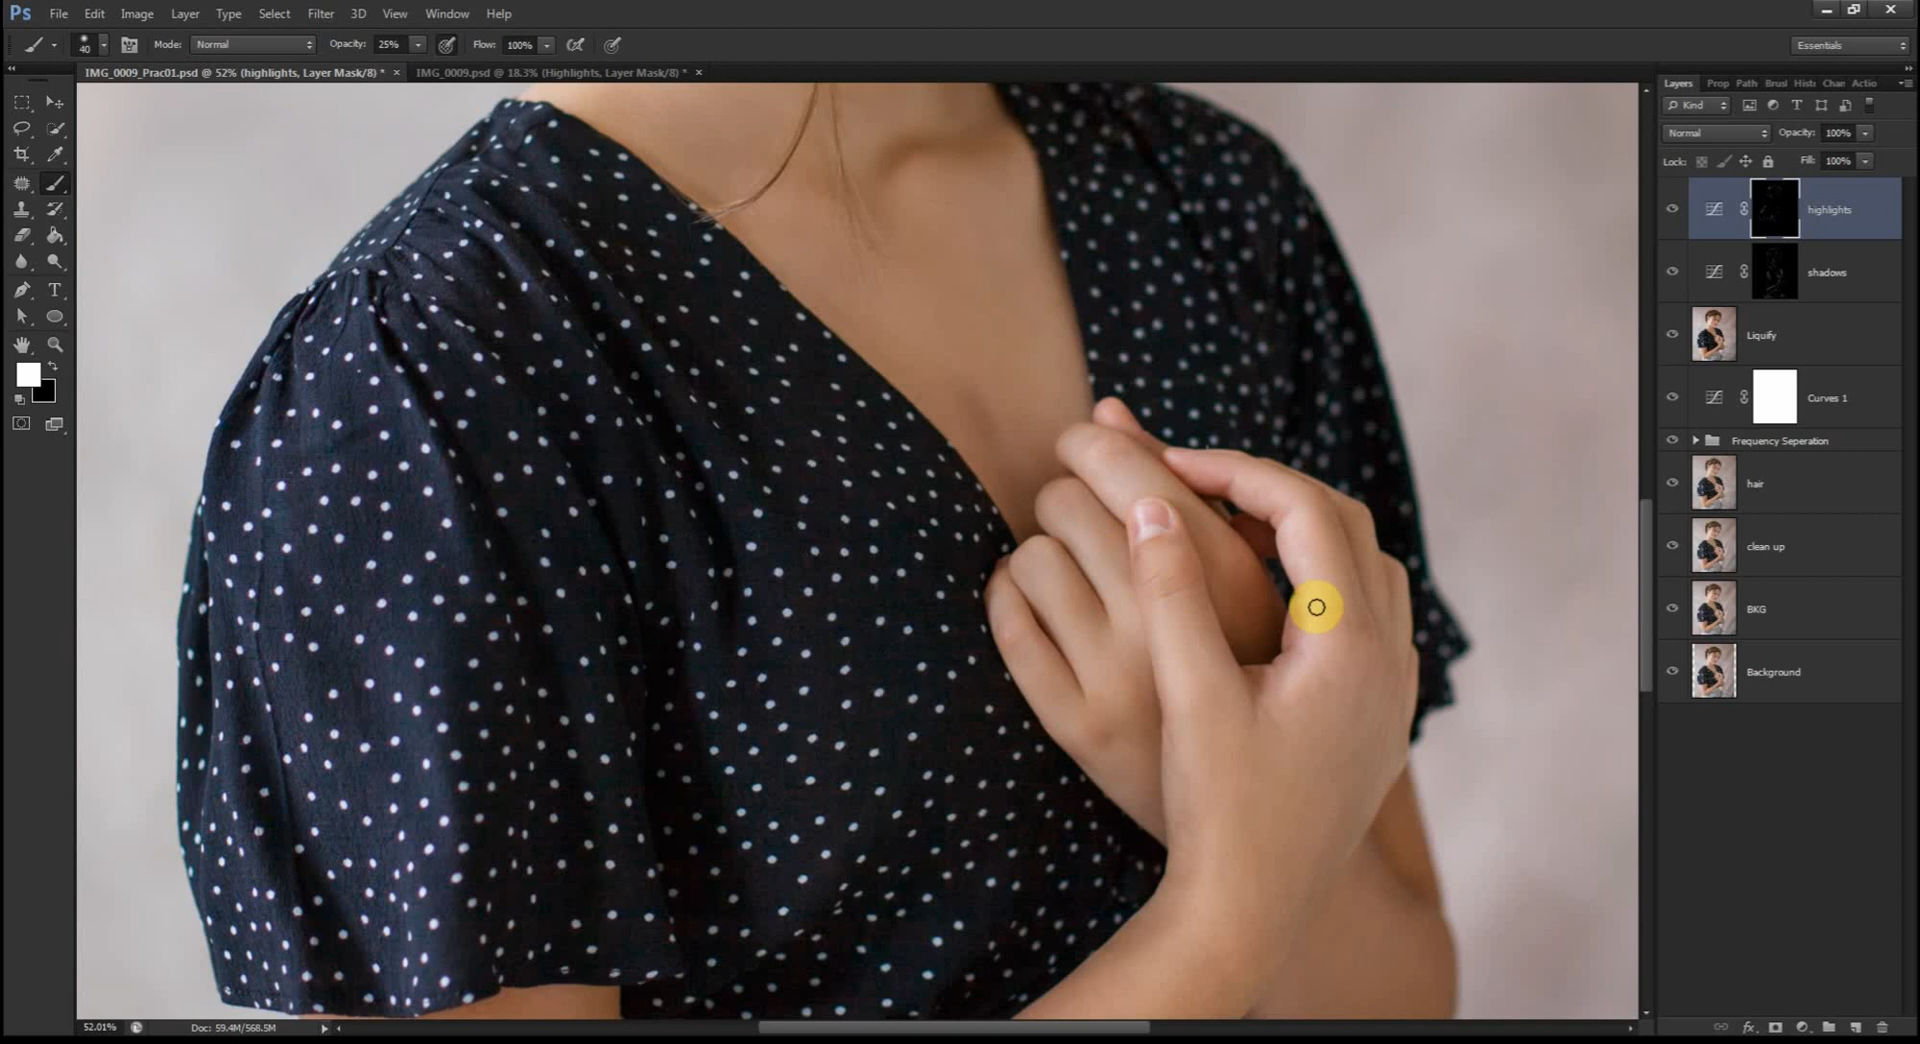 Ps File Edit Image Layer Type Select Filter 3D View Window Help
40 Mode: Normal Opacity: 25% Flow: 100% Essentials
IMG_0009_Prac01.psd @ 52% (highlights, Layer Mask/8) * × IMG_0009.psd @ 18.3% (Highlights, Layer Mask/8) * ×
Layers Prop Path Brus Histo Chan Actio
Kind
Normal Opacity: 100%
Lock: Fill: 100%
highlights
shadows
Liquify
Curves 1
Frequency Seperation
hair
clean up
BKG
Background
52.01% Doc: 59.4M/568.5M